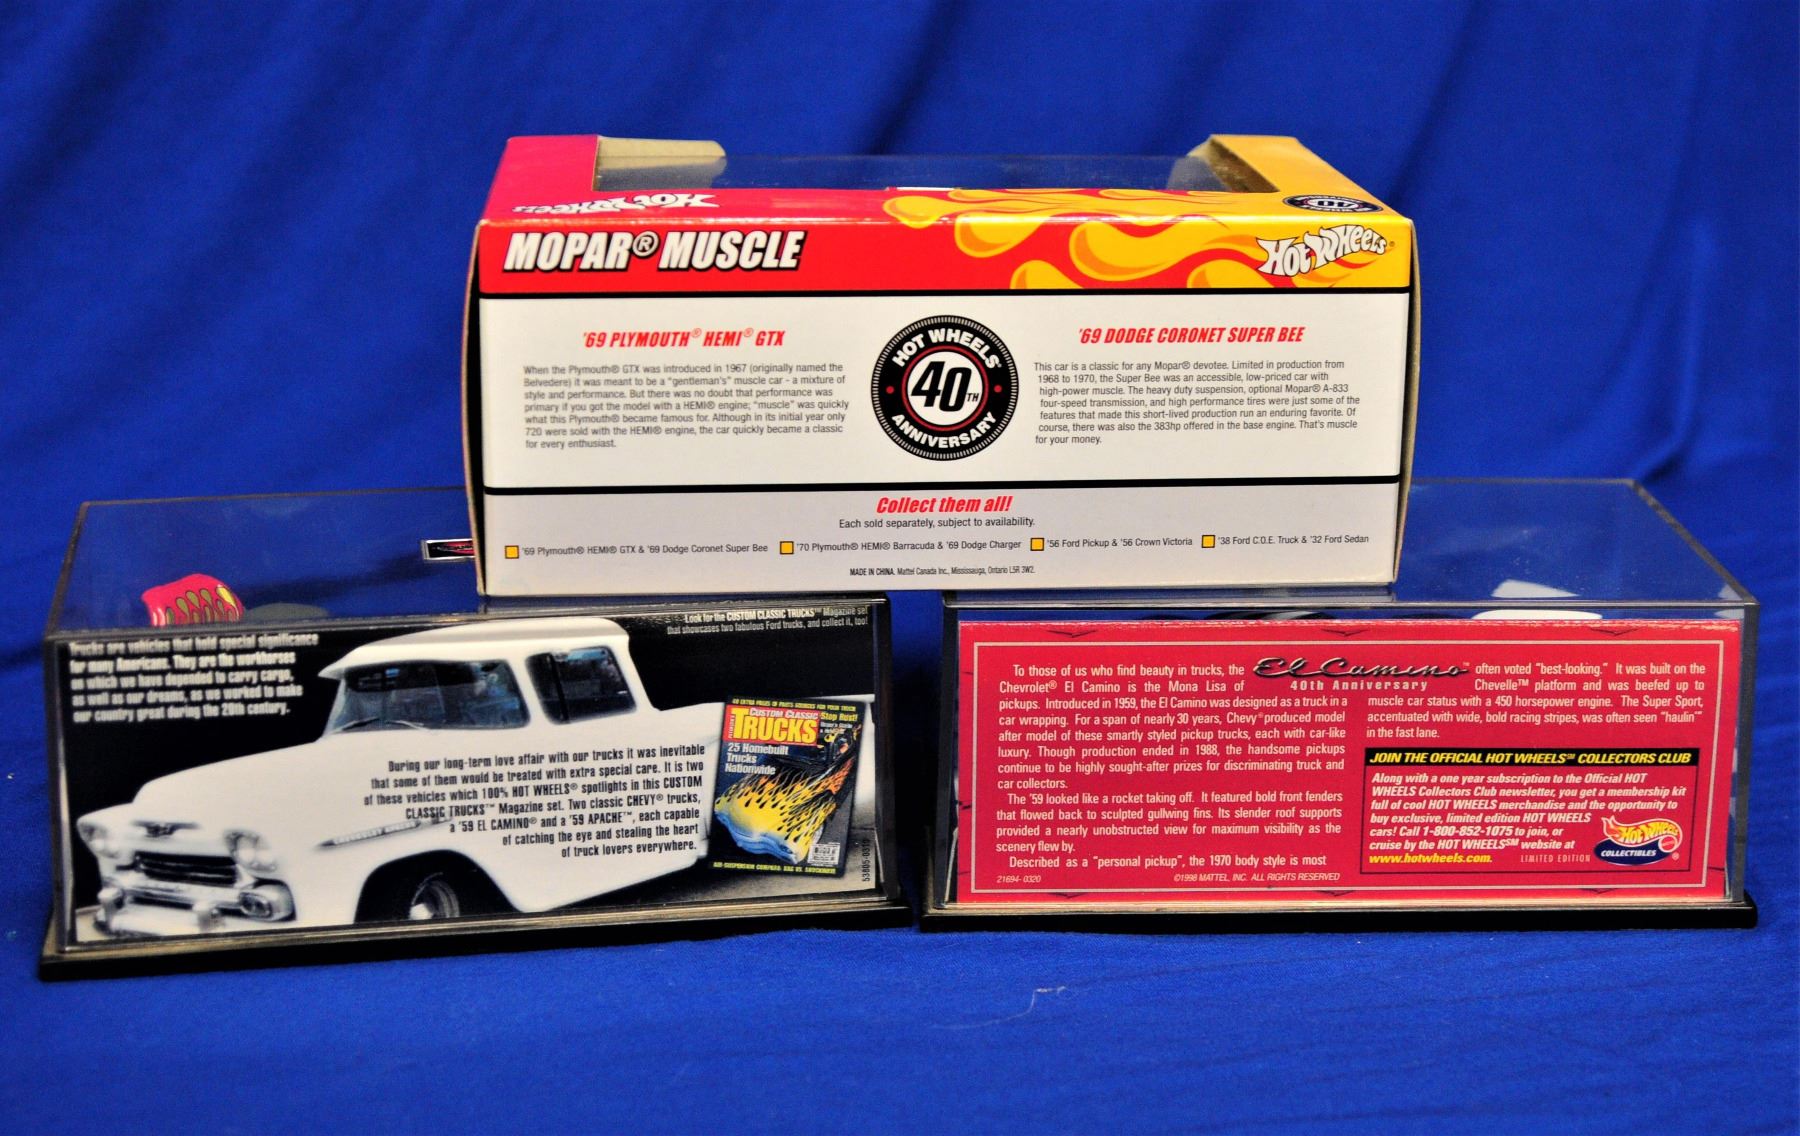 Hot Wheels
MOPAR® MUSCLE
Hot Wheels®
'69 PLYMOUTH® HEMI® GTX
When the Plymouth® GTX was introduced in 1967 (originally named the
Belvedere) it was meant to be a "gentleman's" muscle car - a mixture of
style and performance. But there was no doubt that performance was
primary if you got the model with a HEMI® engine; "muscle" was quickly
what this Plymouth® became famous for. Although in its initial year only
720 were sold with the HEMI® engine, the car quickly became a classic
for every enthusiast.
HOT WHEELS®
40TH
ANNIVERSARY
'69 DODGE CORONET SUPER BEE
This car is a classic for any Mopar® devotee. Limited in production from
1968 to 1970, the Super Bee was an accessible, low-priced car with
high-power muscle. The heavy duty suspension, optional Mopar® A-833
four-speed transmission, and high performance tires were just some of the
features that made this short-lived production run an enduring favorite. Of
course, there was also the 383hp offered in the base engine. That's muscle
for your money.
Collect them all!
Each sold separately, subject to availability.
'69 Plymouth® HEMI® GTX & '69 Dodge Coronet Super Bee '70 Plymouth® HEMI® Barracuda & '69 Dodge Charger '56 Ford Pickup & '56 Crown Victoria '38 Ford C.O.E. Truck & '32 Ford Sedan
MADE IN CHINA. Mattel Canada Inc., Mississauga, Ontario L5R 3W2.
Look for the CUSTOM CLASSIC TRUCKS™ Magazine set
that showcases two fabulous Ford trucks, and collect it, too!
Trucks are vehicles that hold special significance
for many Americans. They are the workhorses
on which we have depended to carry cargo,
as well as our dreams, as we worked to make
our country great during the 20th century.
During our long-term love affair with our trucks it was inevitable
that some of them would be treated with extra special care. It is two
of these vehicles which 100% HOT WHEELS® spotlights in this CUSTOM
CLASSIC TRUCKS™ Magazine set. Two classic CHEVY® trucks,
a '59 EL CAMINO® and a '59 APACHE™, each capable
of catching the eye and stealing the heart
of truck lovers everywhere.
CUSTOM CLASSIC
TRUCKS
Stop Rust!
25 Homebuilt
Trucks
Nationwide
To those of us who find beauty in trucks, the
Chevrolet® El Camino is the Mona Lisa of
pickups. Introduced in 1959, the El Camino was designed as a truck in a
car wrapping. For a span of nearly 30 years, Chevy® produced model
after model of these smartly styled pickup trucks, each with car-like
luxury. Though production ended in 1988, the handsome pickups
continue to be highly sought-after prizes for discriminating truck and
car collectors.
The '59 looked like a rocket taking off. It featured bold front fenders
that flowed back to sculpted gullwing fins. Its slender roof supports
provided a nearly unobstructed view for maximum visibility as the
scenery flew by.
Described as a "personal pickup", the 1970 body style is most
El Camino™
40th Anniversary
often voted "best-looking." It was built on the
Chevelle™ platform and was beefed up to
muscle car status with a 450 horsepower engine. The Super Sport,
accentuated with wide, bold racing stripes, was often seen "haulin'"
in the fast lane.
JOIN THE OFFICIAL HOT WHEELS℠ COLLECTORS CLUB
Along with a one year subscription to the Official HOT
WHEELS Collectors Club newsletter, you get a membership kit
full of cool HOT WHEELS merchandise and the opportunity to
buy exclusive, limited edition HOT WHEELS
cars! Call 1-800-852-1075 to join, or
cruise by the HOT WHEELS℠ website at
www.hotwheels.com.
LIMITED EDITION
Hot Wheels
COLLECTIBLES®
21694-0320
©1998 MATTEL, INC. ALL RIGHTS RESERVED